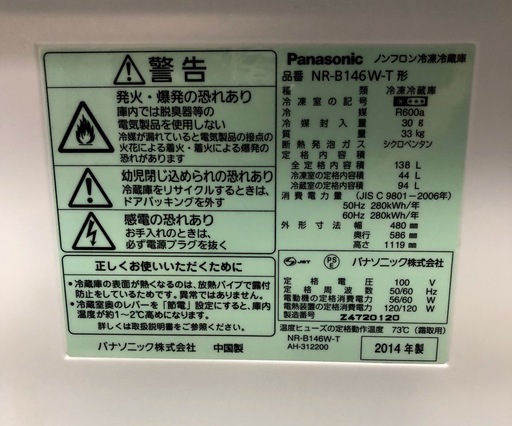 警告
発火・爆発の恐れあり
庫内では脱臭器等の
電気製品を使用しない
冷媒が漏れていると電気製品の接点の
火花による着火・着火による爆発の
恐れがあります。
幼児閉じ込められの恐れあり
冷蔵庫をリサイクルするときは、
ドアパッキングを外す
感電の恐れあり
お手入れのときは、
必ず電源プラグを抜く
正しくお使いいただくために
•冷蔵庫の表面が熱くなるのは、放熱パイプで露付
防止をしているためです。異常ではありません。
•冷蔵室奥のレバーを「節電」設定にすると、庫内
温度が約1～2℃高めになります。
詳しくは取扱説明書をご覧ください。
パナソニック株式会社 中国製
Panasonic ノンフロン冷凍冷蔵庫
品番 NR-B146W-T 形
種類 冷凍冷蔵庫
冷凍室の記号
冷媒 R600a
冷媒封入量 30 g
質量 33 kg
断熱発泡ガス シクロペンタン
定格内容積 138 L
冷凍室の定格内容積 44 L
冷蔵室の定格内容積 94 L
消費電力量 (JIS C 9801－2006年)
50Hz 280kWh/年
60Hz 280kWh/年
外形寸法 幅 480 mm
奥行 586 mm
高さ 1119 mm
JET PS E パナソニック株式会社
定格電圧 100 V
定格周波数 50/60 Hz
電動機の定格消費電力 56/60 W
電熱装置の定格消費電力 120/120 W
製造番号 Z4720120
温度ヒューズの定格動作温度 73℃ (霜取用)
NR-B146W-T
AH-312200
2014 年製